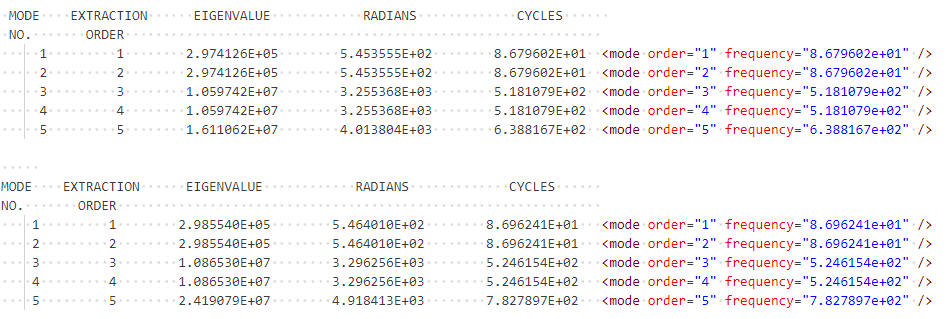 MODE EXTRACTION EIGENVALUE RADIANS CYCLES
NO. ORDER
1 1 2.974126E+05 5.453555E+02 8.679602E+01 <mode order="1" frequency="8.679602e+01" />
2 2 2.974126E+05 5.453555E+02 8.679602E+01 <mode order="2" frequency="8.679602e+01" />
3 3 1.059742E+07 3.255368E+03 5.181079E+02 <mode order="3" frequency="5.181079e+02" />
4 4 1.059742E+07 3.255368E+03 5.181079E+02 <mode order="4" frequency="5.181079e+02" />
5 5 1.611062E+07 4.013804E+03 6.388167E+02 <mode order="5" frequency="6.388167e+02" />
MODE EXTRACTION EIGENVALUE RADIANS CYCLES
NO. ORDER
1 1 2.985540E+05 5.464010E+02 8.696241E+01 <mode order="1" frequency="8.696241e+01" />
2 2 2.985540E+05 5.464010E+02 8.696241E+01 <mode order="2" frequency="8.696241e+01" />
3 3 1.086530E+07 3.296256E+03 5.246154E+02 <mode order="3" frequency="5.246154e+02" />
4 4 1.086530E+07 3.296256E+03 5.246154E+02 <mode order="4" frequency="5.246154e+02" />
5 5 2.419079E+07 4.918413E+03 7.827897E+02 <mode order="5" frequency="7.827897e+02" />